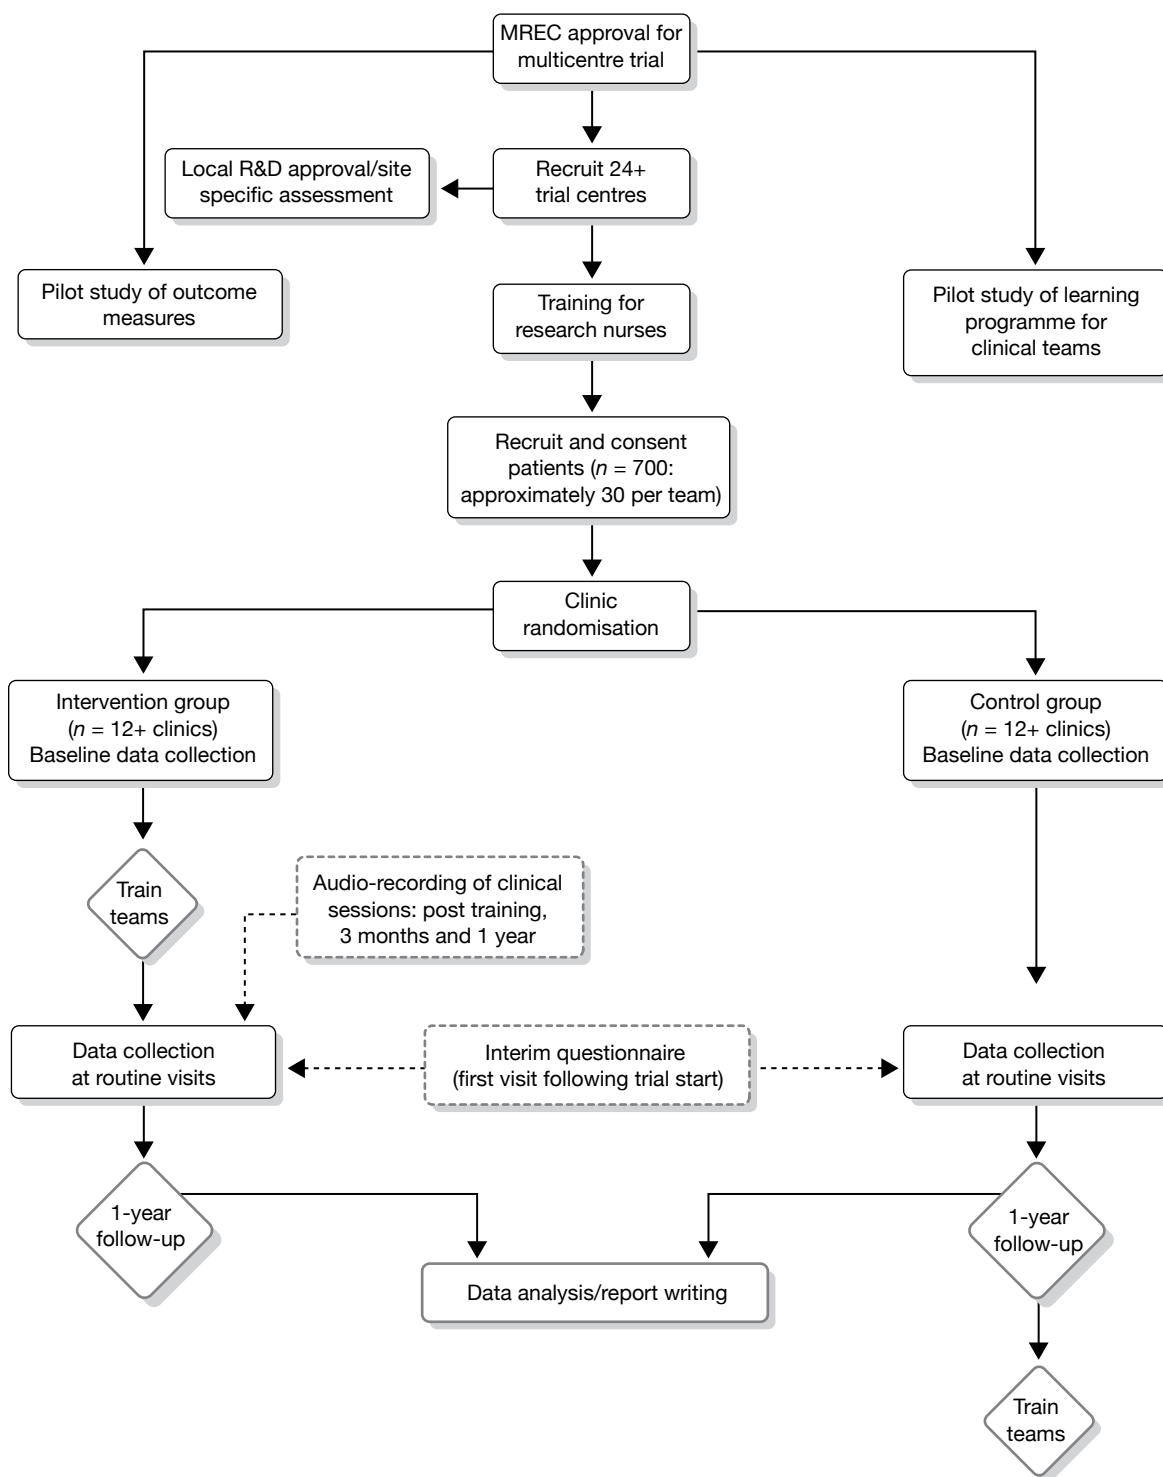 MREC approval for
multicentre trial
Local R&D approval/site
specific assessment
Recruit 24+
trial centres
Pilot study of outcome
measures
Training for
research nurses
Pilot study of learning
programme for
clinical teams
Recruit and consent
patients (n = 700:
approximately 30 per team)
Clinic
randomisation
Intervention group
(n = 12+ clinics)
Baseline data collection
Control group
(n = 12+ clinics)
Baseline data collection
Train
teams
Audio-recording of clinical
sessions: post training,
3 months and 1 year
Data collection
at routine visits
Interim questionnaire
(first visit following trial start)
Data collection
at routine visits
1-year
follow-up
1-year
follow-up
Data analysis/report writing
Train
teams